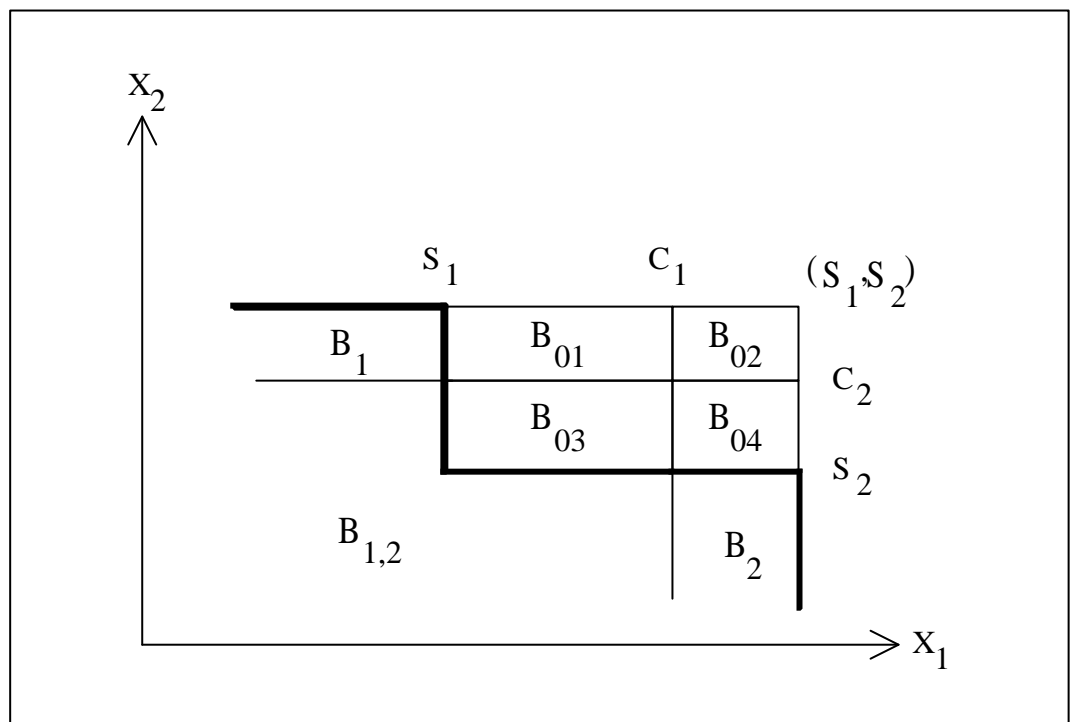 X₂
S₁ C₁ (S₁,S₂)
B₁ B₀₁ B₀₂
C₂
B₀₃ B₀₄
S₂
B₁,₂ B₂
X₁